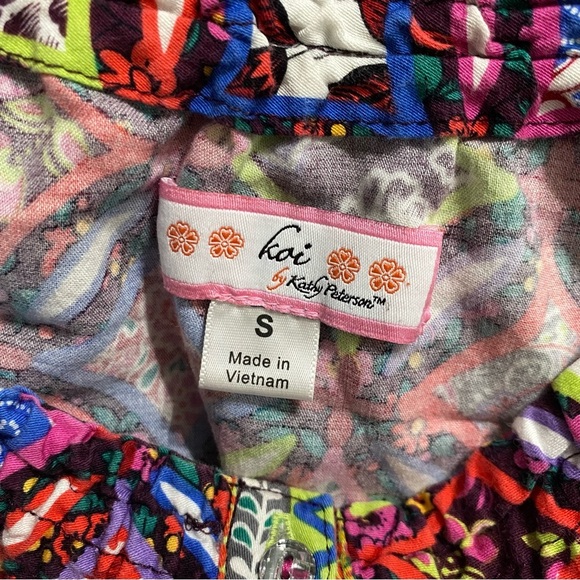 koi
by Kathy Peterson™
S
Made in
Vietnam